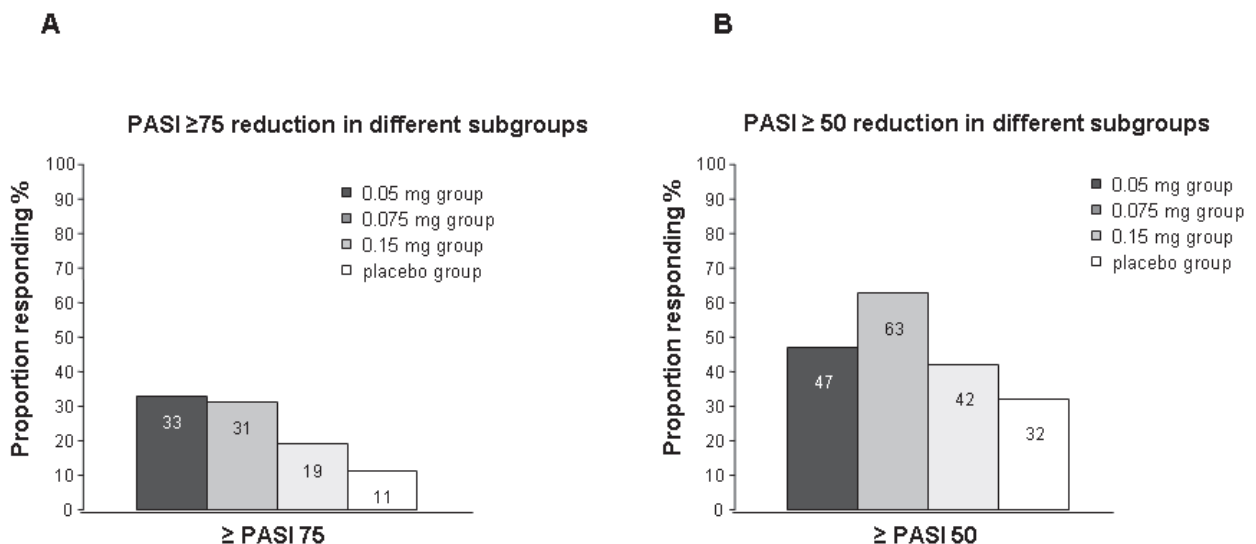 A
PASI ≥75 reduction in different subgroups
Proportion responding %
100
90
80
70
60
50
40
30
20
10
0
0.05 mg group
0.075 mg group
0.15 mg group
placebo group
33
31
19
11
≥ PASI 75
B
PASI ≥ 50 reduction in different subgroups
Proportion responding %
100
90
80
70
60
50
40
30
20
10
0
0.05 mg group
0.075 mg group
0.15 mg group
placebo group
47
63
42
32
≥ PASI 50